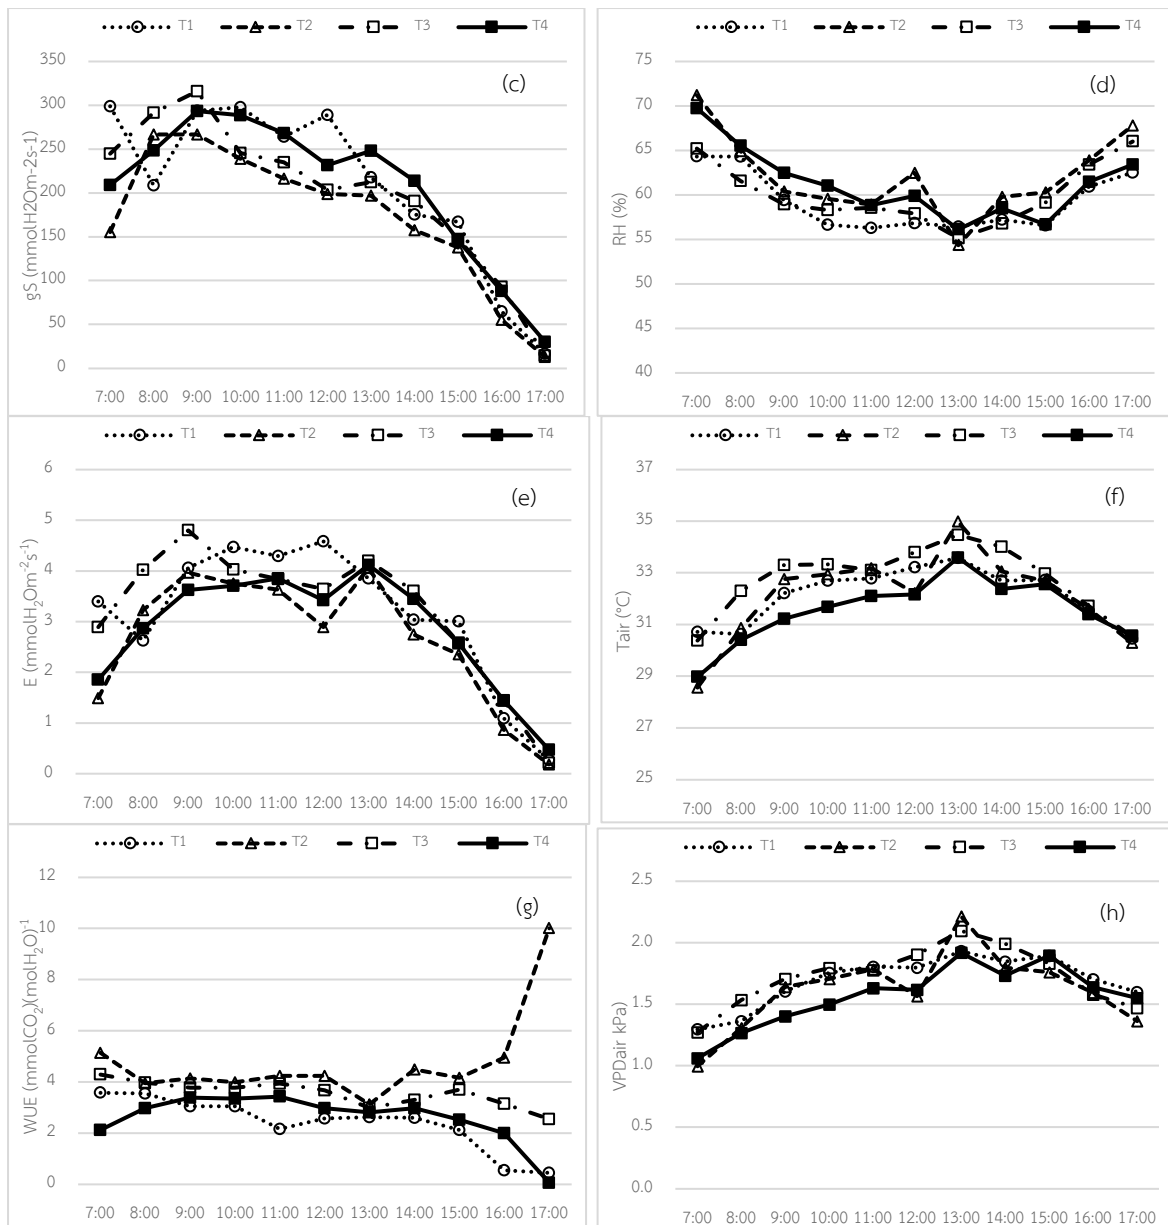 T1 T2 T3 T4
350
300
250
200
150
100
50
0
gS (mmolH2Om-2s-1)
(c)
7:00 8:00 9:00 10:00 11:00 12:00 13:00 14:00 15:00 16:00 17:00
T1 T2 T3 T4
75
70
65
60
55
50
45
40
RH (%)
(d)
7:00 8:00 9:00 10:00 11:00 12:00 13:00 14:00 15:00 16:00 17:00
T1 T2 T3 T4
6
5
4
3
2
1
0
E (mmolH₂Om⁻²s⁻¹)
(e)
7:00 8:00 9:00 10:00 11:00 12:00 13:00 14:00 15:00 16:00 17:00
T1 T2 T3 T4
37
35
33
31
29
27
25
Tair (°C)
(f)
7:00 8:00 9:00 10:00 11:00 12:00 13:00 14:00 15:00 16:00 17:00
T1 T2 T3 T4
12
10
8
6
4
2
0
WUE (mmolCO₂)(molH₂O)⁻¹
(g)
7:00 8:00 9:00 10:00 11:00 12:00 13:00 14:00 15:00 16:00 17:00
T1 T2 T3 T4
2.5
2.0
1.5
1.0
0.5
0.0
VPDair kPa)
(h)
7:00 8:00 9:00 10:00 11:00 12:00 13:00 14:00 15:00 16:00 17:00